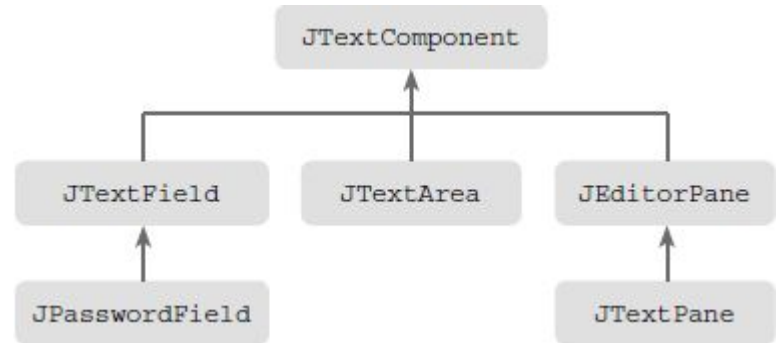 JTextComponent
JTextField
JTextArea
JEditorPane
JPasswordField
JTextPane